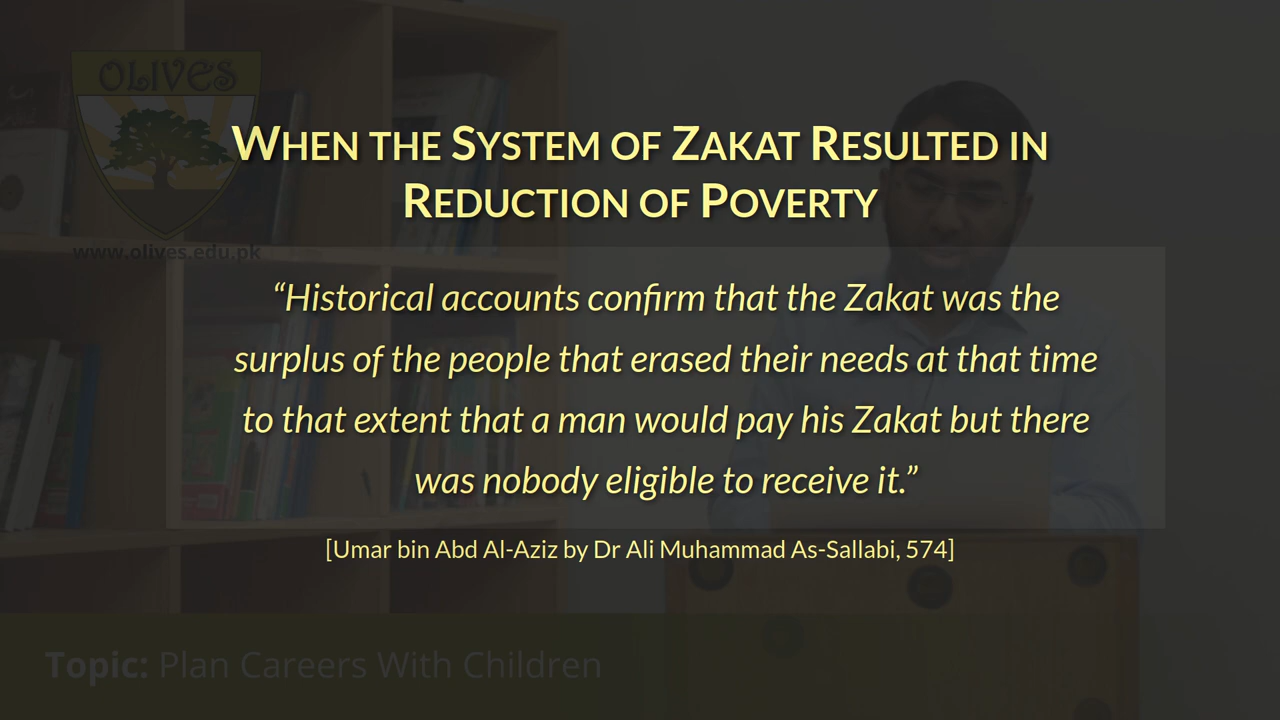 OLIVES
WHEN THE SYSTEM OF ZAKAT RESULTED IN
REDUCTION OF POVERTY
www.olives.edu.pk
“Historical accounts confirm that the Zakat was the
surplus of the people that erased their needs at that time
to that extent that a man would pay his Zakat but there
was nobody eligible to receive it.”
[Umar bin Abd Al-Aziz by Dr Ali Muhammad As-Sallabi, 574]
Topic: Plan Careers With Children